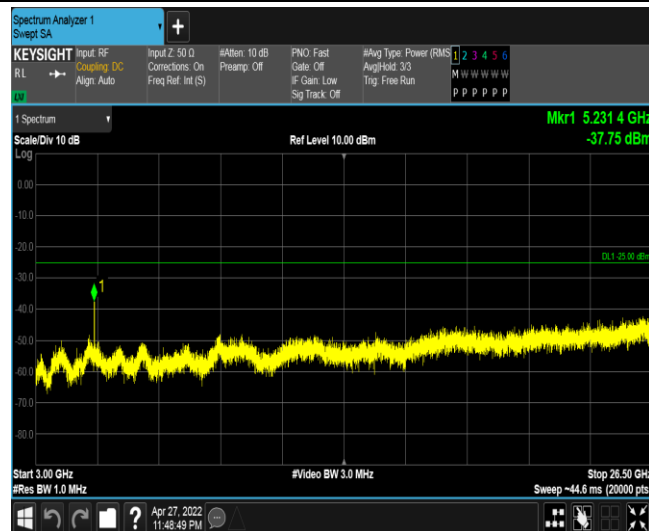 Spectrum Analyzer 1
Swept SA
KEYSIGHT Input: RF Input Z: 50 Ω #Atten: 10 dB PNO: Fast #Avg Type: Power (RMS 1 2 3 4 5 6
RL Coupling: DC Corrections: On Preamp: Off Gate: Off Avg|Hold: 3/3 M W W W W W
Align: Auto Freq Ref: Int (S) IF Gain: Low Trig: Free Run
LXI Sig Track: Off P P P P P P
1 Spectrum Mkr1 5.231 4 GHz
Scale/Div 10 dB Ref Level 10.00 dBm -37.75 dBm
Log
0.00
-10.0
-20.0
DL1 -25.00 dBm
-30.0
1
-40.0
-50.0
-60.0
-70.0
-80.0
Start 3.00 GHz #Video BW 3.0 MHz Stop 26.50 GHz
#Res BW 1.0 MHz Sweep ~44.6 ms (20000 pts
? Apr 27, 2022
11:48:49 PM